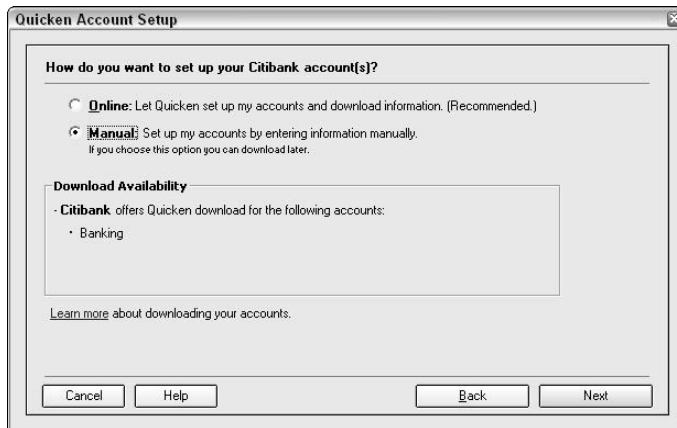 Quicken Account Setup
How do you want to set up your Citibank account(s)?
Online: Let Quicken set up my accounts and download information. (Recommended.)
Manual: Set up my accounts by entering information manually.
If you choose this option you can download later.
Download Availability
- Citibank offers Quicken download for the following accounts:
• Banking
Learn more about downloading your accounts.
Cancel Help Back Next